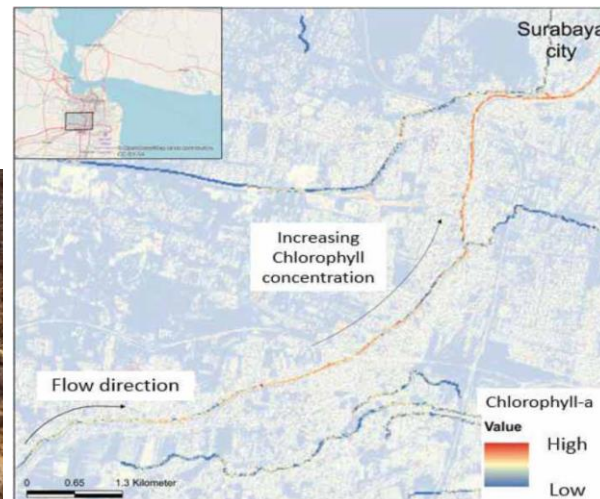 Surabaya
city
Increasing
Chlorophyll
concentration
Flow direction
Chlorophyll-a
Value
High
Low
0 0.65 1.3 Kilometer